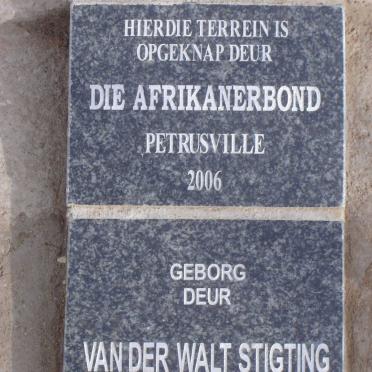 HIERDIE TERREIN IS
OPGEKNAP DEUR
DIE AFRIKANERBOND
PETRUSVILLE
2006
GEBORG
DEUR
VAN DER WALT STIGTING